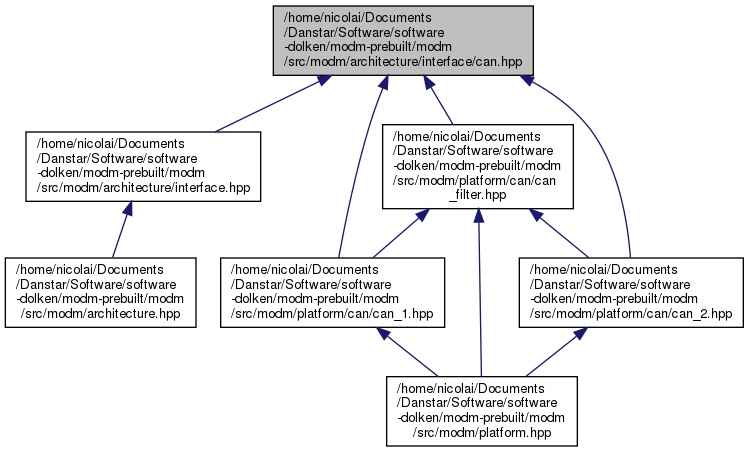 /home/nicolai/Documents
/Danstar/Software/software
-dolken/modm-prebuilt/modm
/src/modm/architecture/interface/can.hpp
/home/nicolai/Documents
/Danstar/Software/software
-dolken/modm-prebuilt/modm
/src/modm/architecture/interface.hpp
/home/nicolai/Documents
/Danstar/Software/software
-dolken/modm-prebuilt/modm
/src/modm/platform/can/can
_filter.hpp
/home/nicolai/Documents
/Danstar/Software/software
-dolken/modm-prebuilt/modm
/src/modm/architecture.hpp
/home/nicolai/Documents
/Danstar/Software/software
-dolken/modm-prebuilt/modm
/src/modm/platform/can/can_1.hpp
/home/nicolai/Documents
/Danstar/Software/software
-dolken/modm-prebuilt/modm
/src/modm/platform/can/can_2.hpp
/home/nicolai/Documents
/Danstar/Software/software
-dolken/modm-prebuilt/modm
/src/modm/platform.hpp